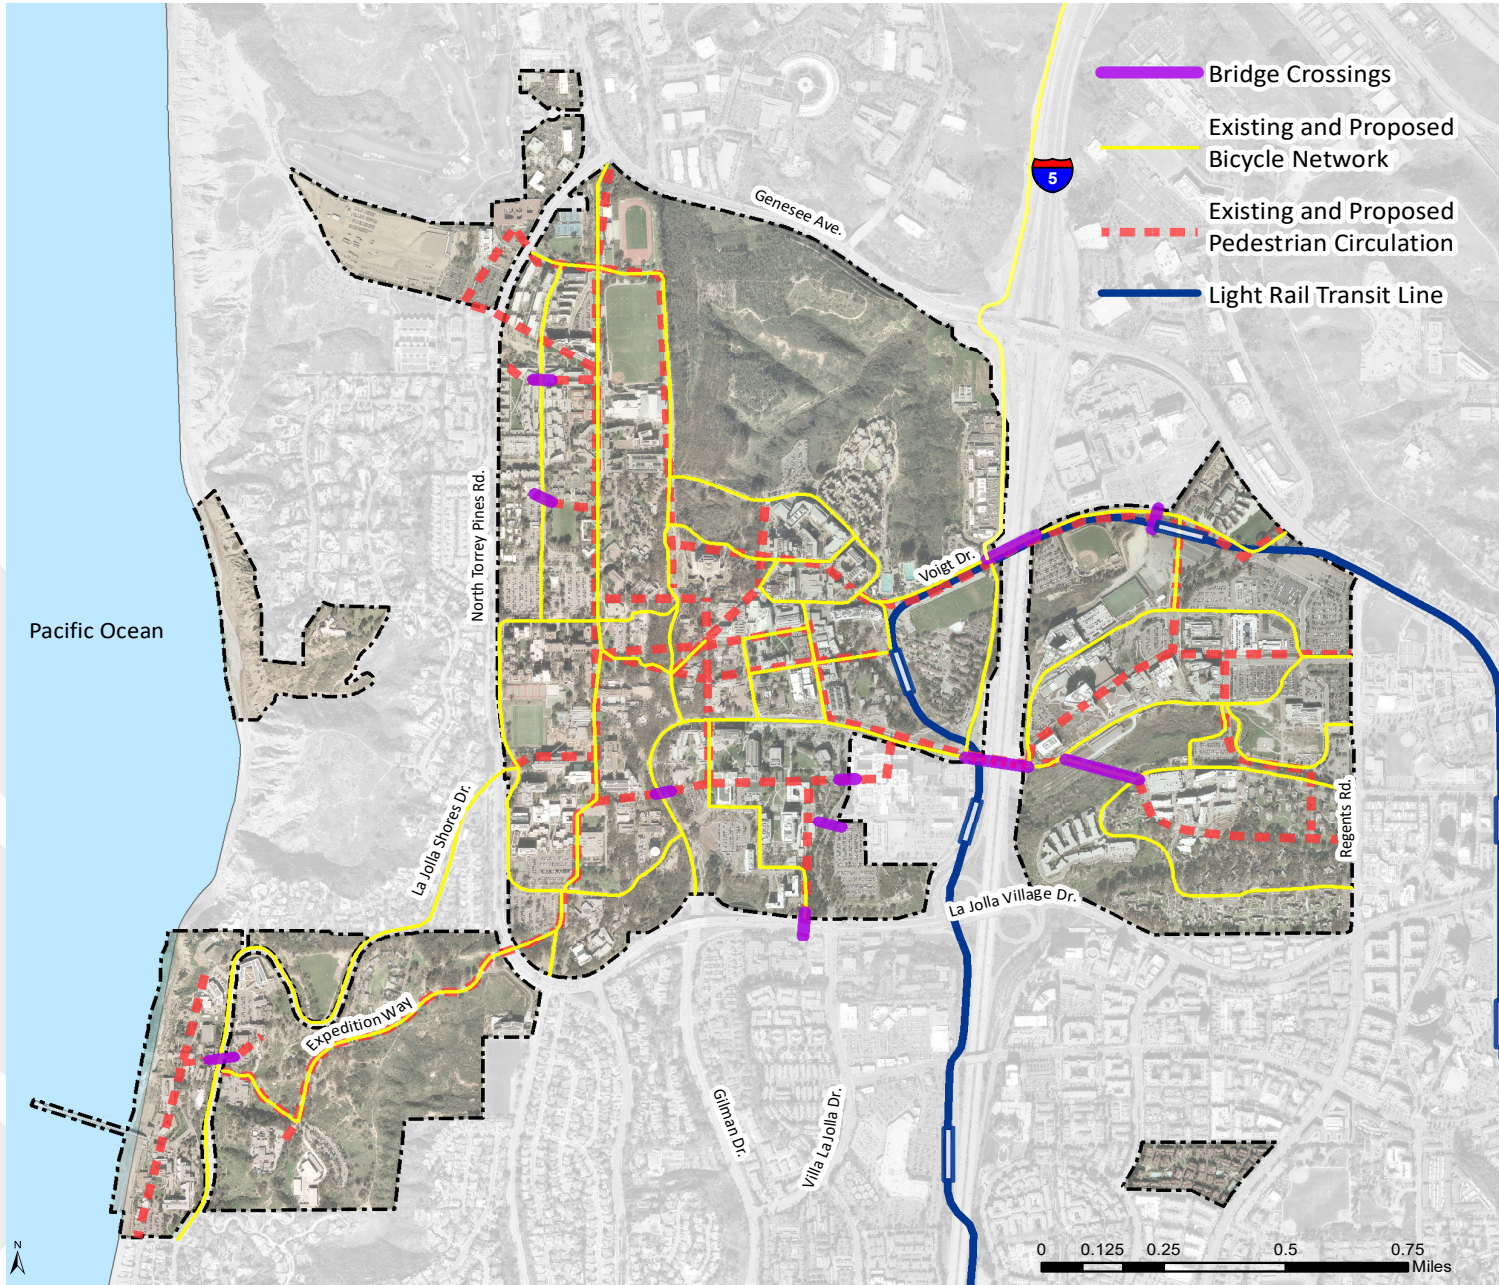 Bridge Crossings
Existing and Proposed
Bicycle Network
5
Existing and Proposed
Pedestrian Circulation
Light Rail Transit Line
Genesee Ave.
North Torrey Pines Rd.
Voigt Dr.
Pacific Ocean
La Jolla Shores Dr.
Regents Rd.
La Jolla Village Dr.
Expedition Way
Gilman Dr.
Villa LaJolla Dr.
N
0 0.125 0.25 0.5 0.75
Miles